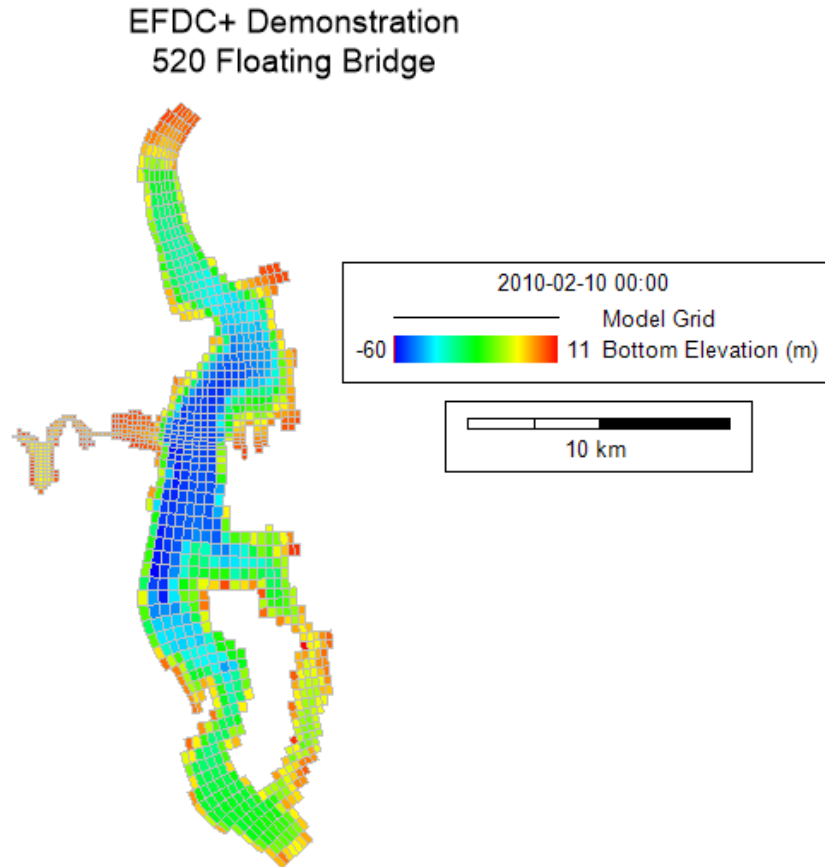 EFDC+ Demonstration
520 Floating Bridge
2010-02-10 00:00
Model Grid
-60 11 Bottom Elevation (m)
10 km